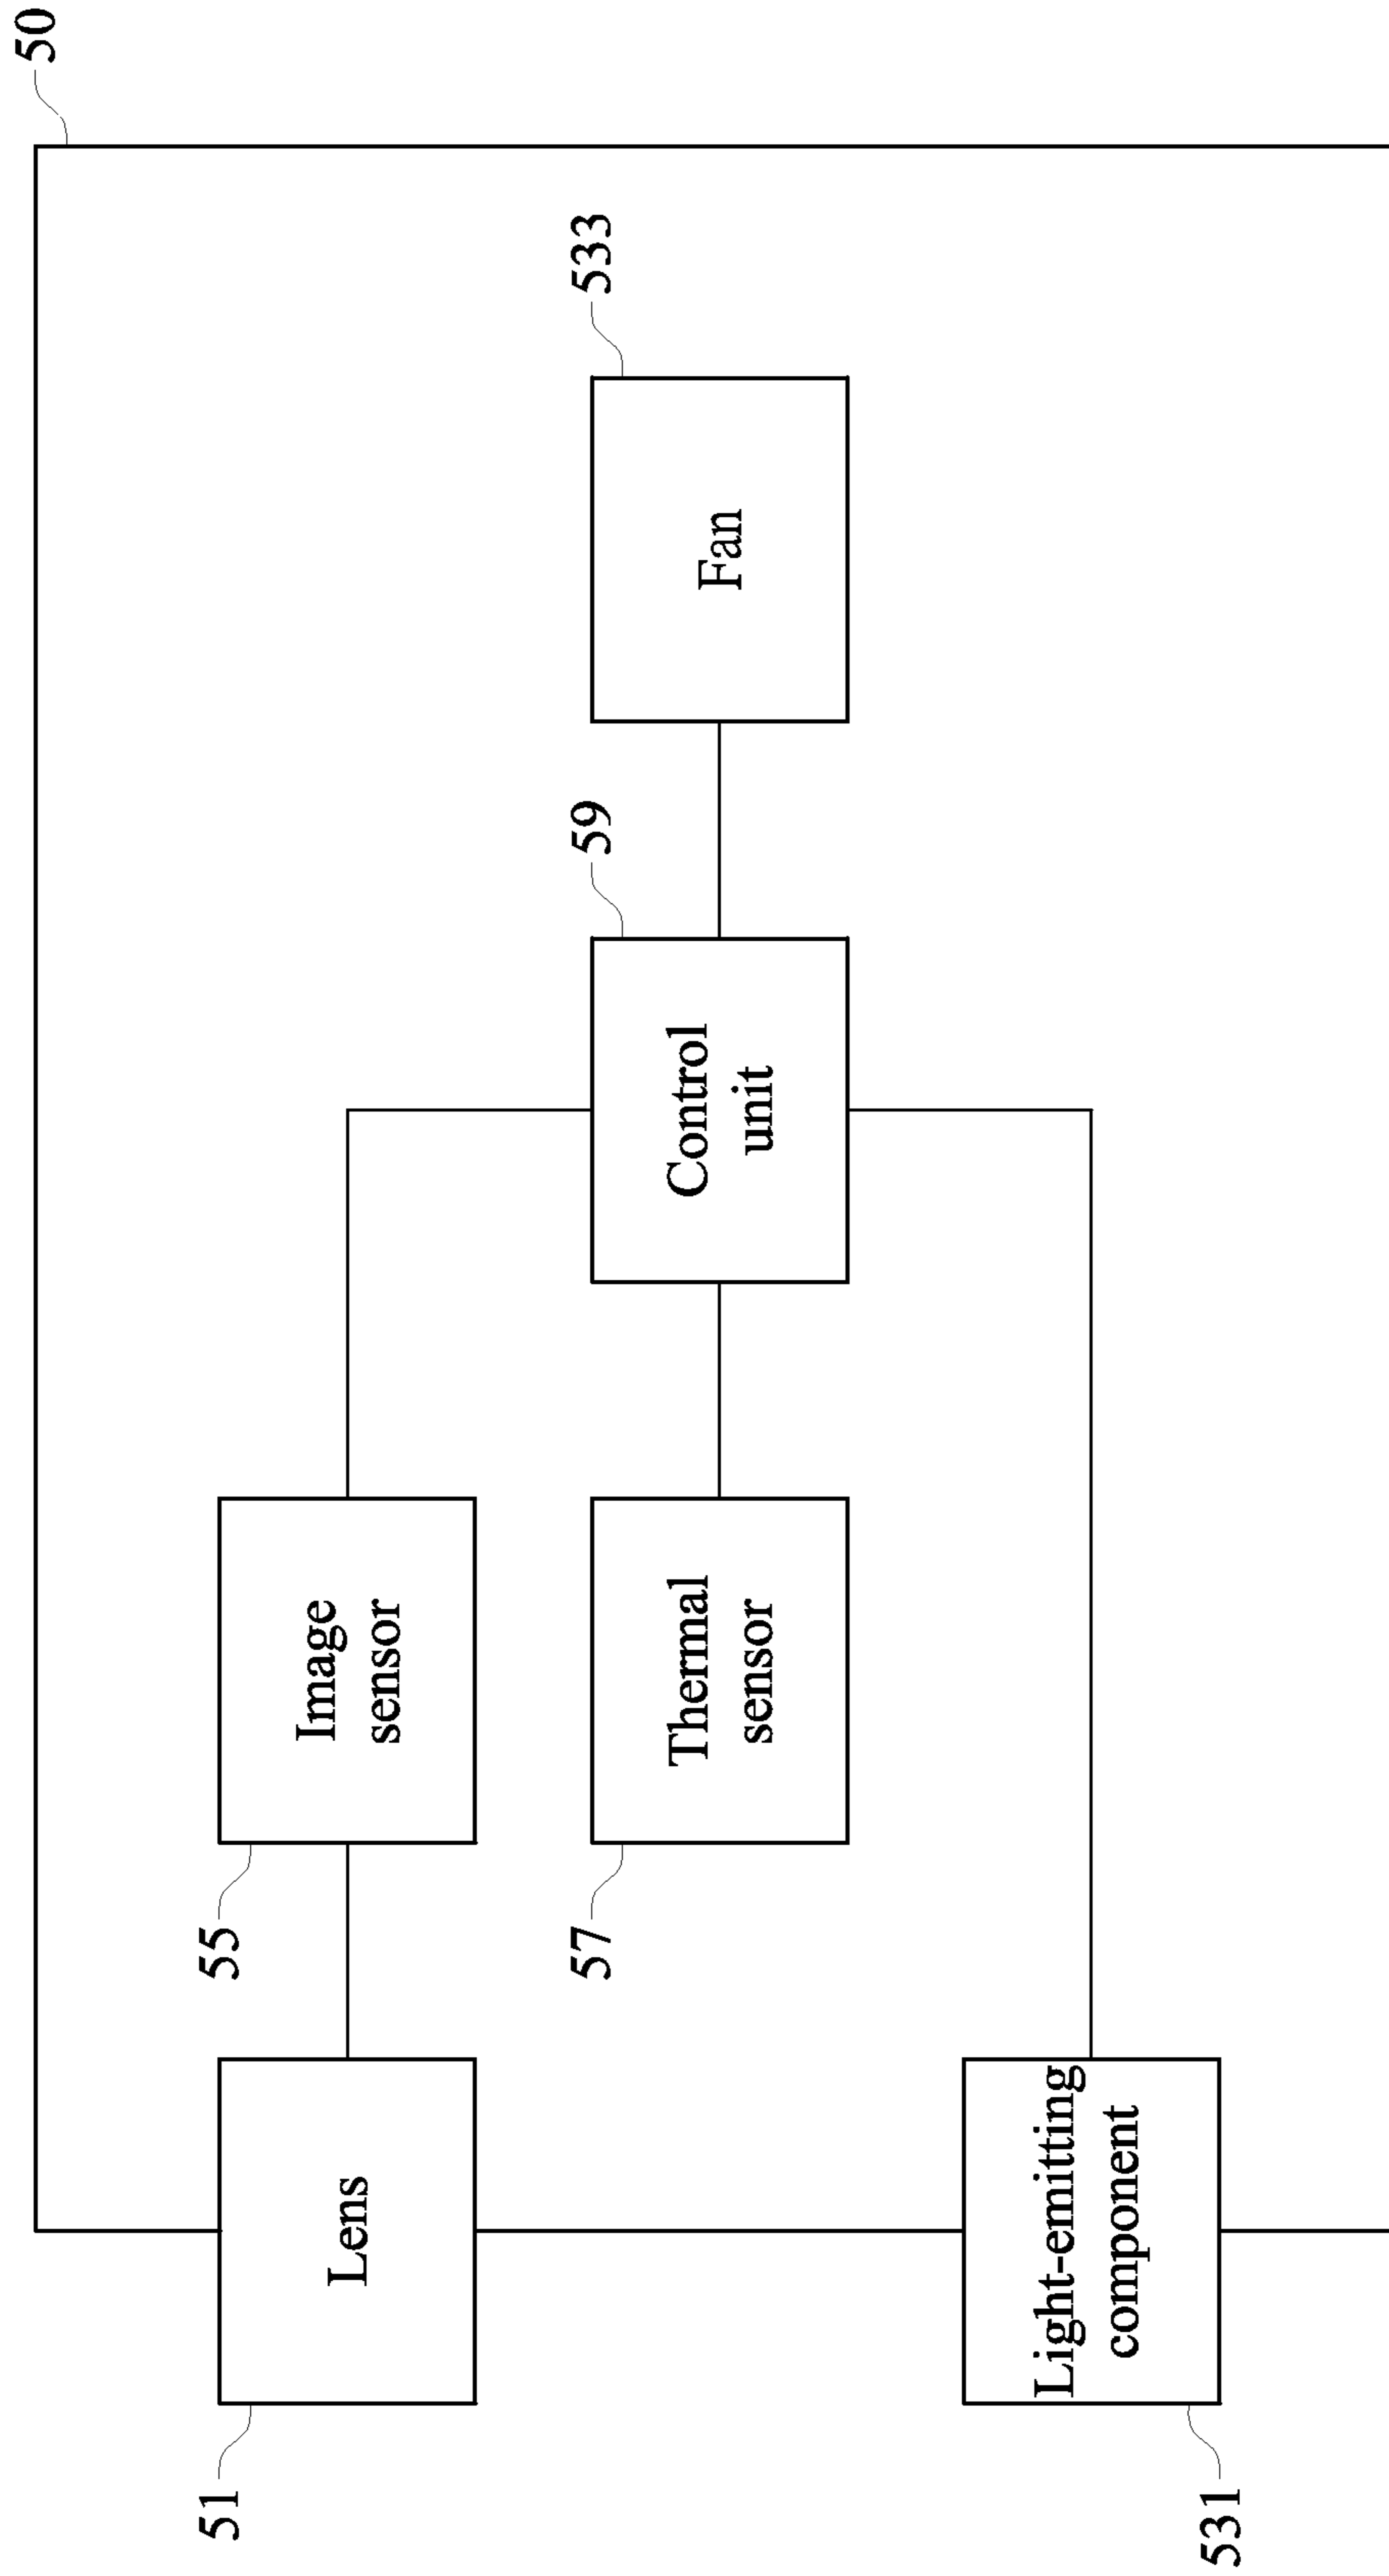 50
51
Lens
55
Image
sensor
57
Thermal
sensor
59
Control
unit
533
Fan
531
Light-emitting
component